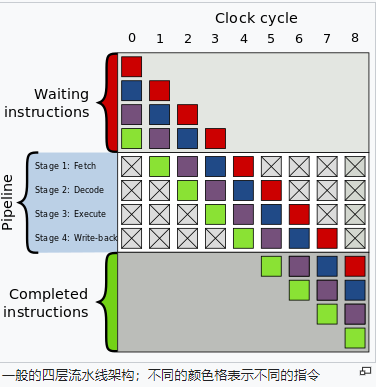 Clock cycle
0 1 2 3 4 5 6 7 8
Waiting
instructions
Pipeline
Stage 1: Fetch
Stage 2: Decode
Stage 3: Execute
Stage 4: Write-back
Completed
instructions
一般的四层流水线架构；不同的颜色格表示不同的指令